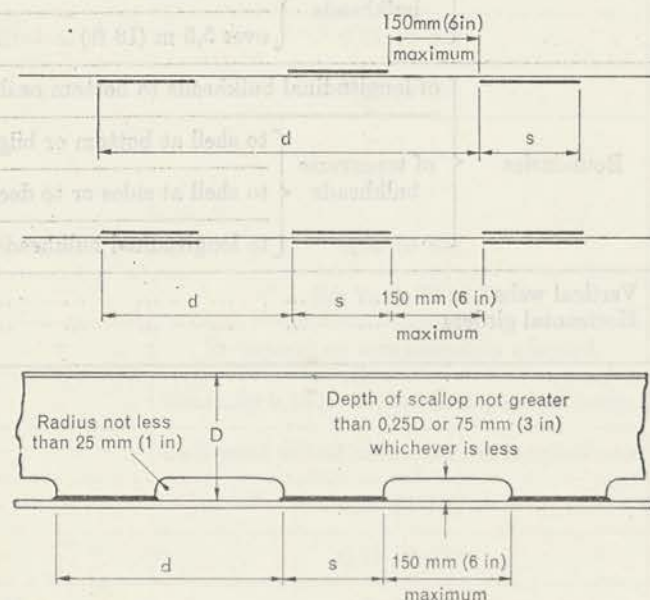 150mm (6in)
maximum
d
s
d
s
150 mm (6 in)
maximum
Radius not less
than 25 mm (1 in)
D
Depth of scallop not greater
than 0,25D or 75 mm (3 in)
whichever is less
d
s
150 mm (6 in)
maximum